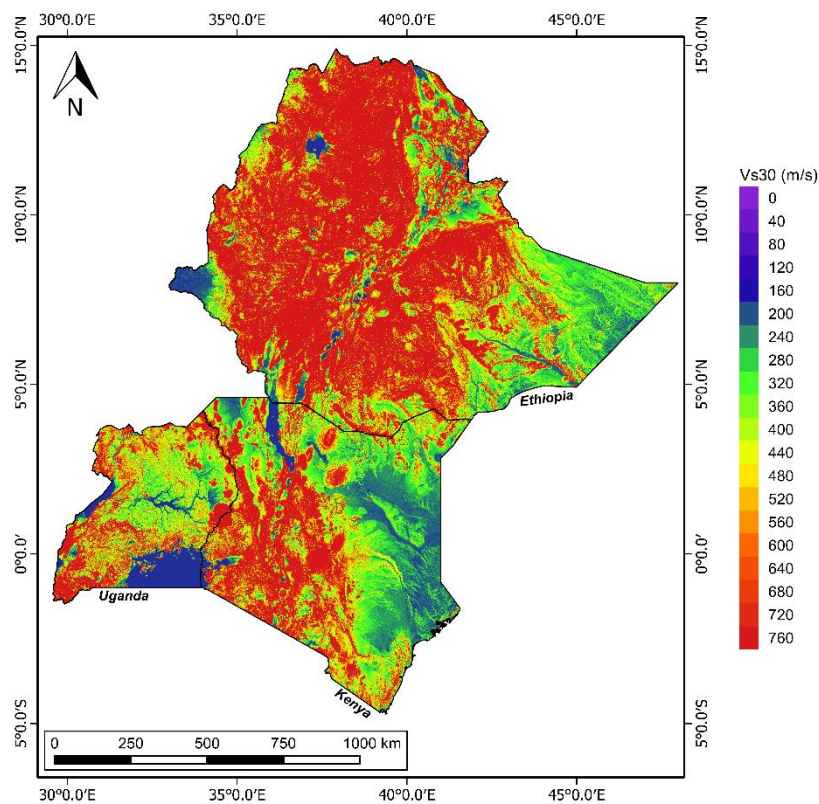 30°0.0'E 35°0.0'E 40°0.0'E 45°0.0'E
15°0.0'N 15°0.0'N
N
10°0.0'N 10°0.0'N
5°0.0'N 5°0.0'N
0°0.0' 0°0.0'
5°0.0'S 5°0.0'S
Ethiopia
Uganda
Kenya
0 250 500 750 1000 km
30°0.0'E 35°0.0'E 40°0.0'E 45°0.0'E
Vs30 (m/s)
0
40
80
120
160
200
240
280
320
360
400
440
480
520
560
600
640
680
720
760